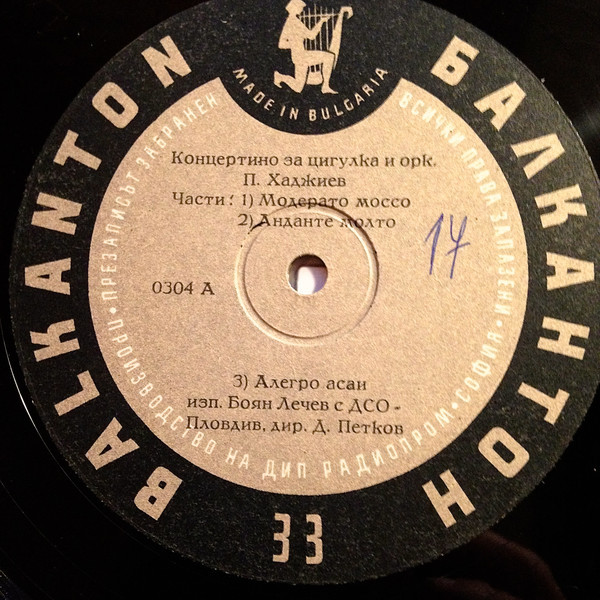 BALKANTON
БАЛКАНТОН
MADE IN BULGARIA
ПРОИЗВОДСТВО НА ДИП РАДИОПРОМ • СОФИЯ •
ВСИЧКИ ПРАВА ЗАПАЗЕНИ
• ПРЕЗАПИСЪТ ЗАБРАНЕН
Концертино за цигулка и орк.
П. Хаджиев
Части: 1) Модерато моссо
2) Анданте молто
17
0304 А
3) Алегро асаи
изп. Боян Лечев с ДСО -
Пловдив, дир. Д. Петков
33